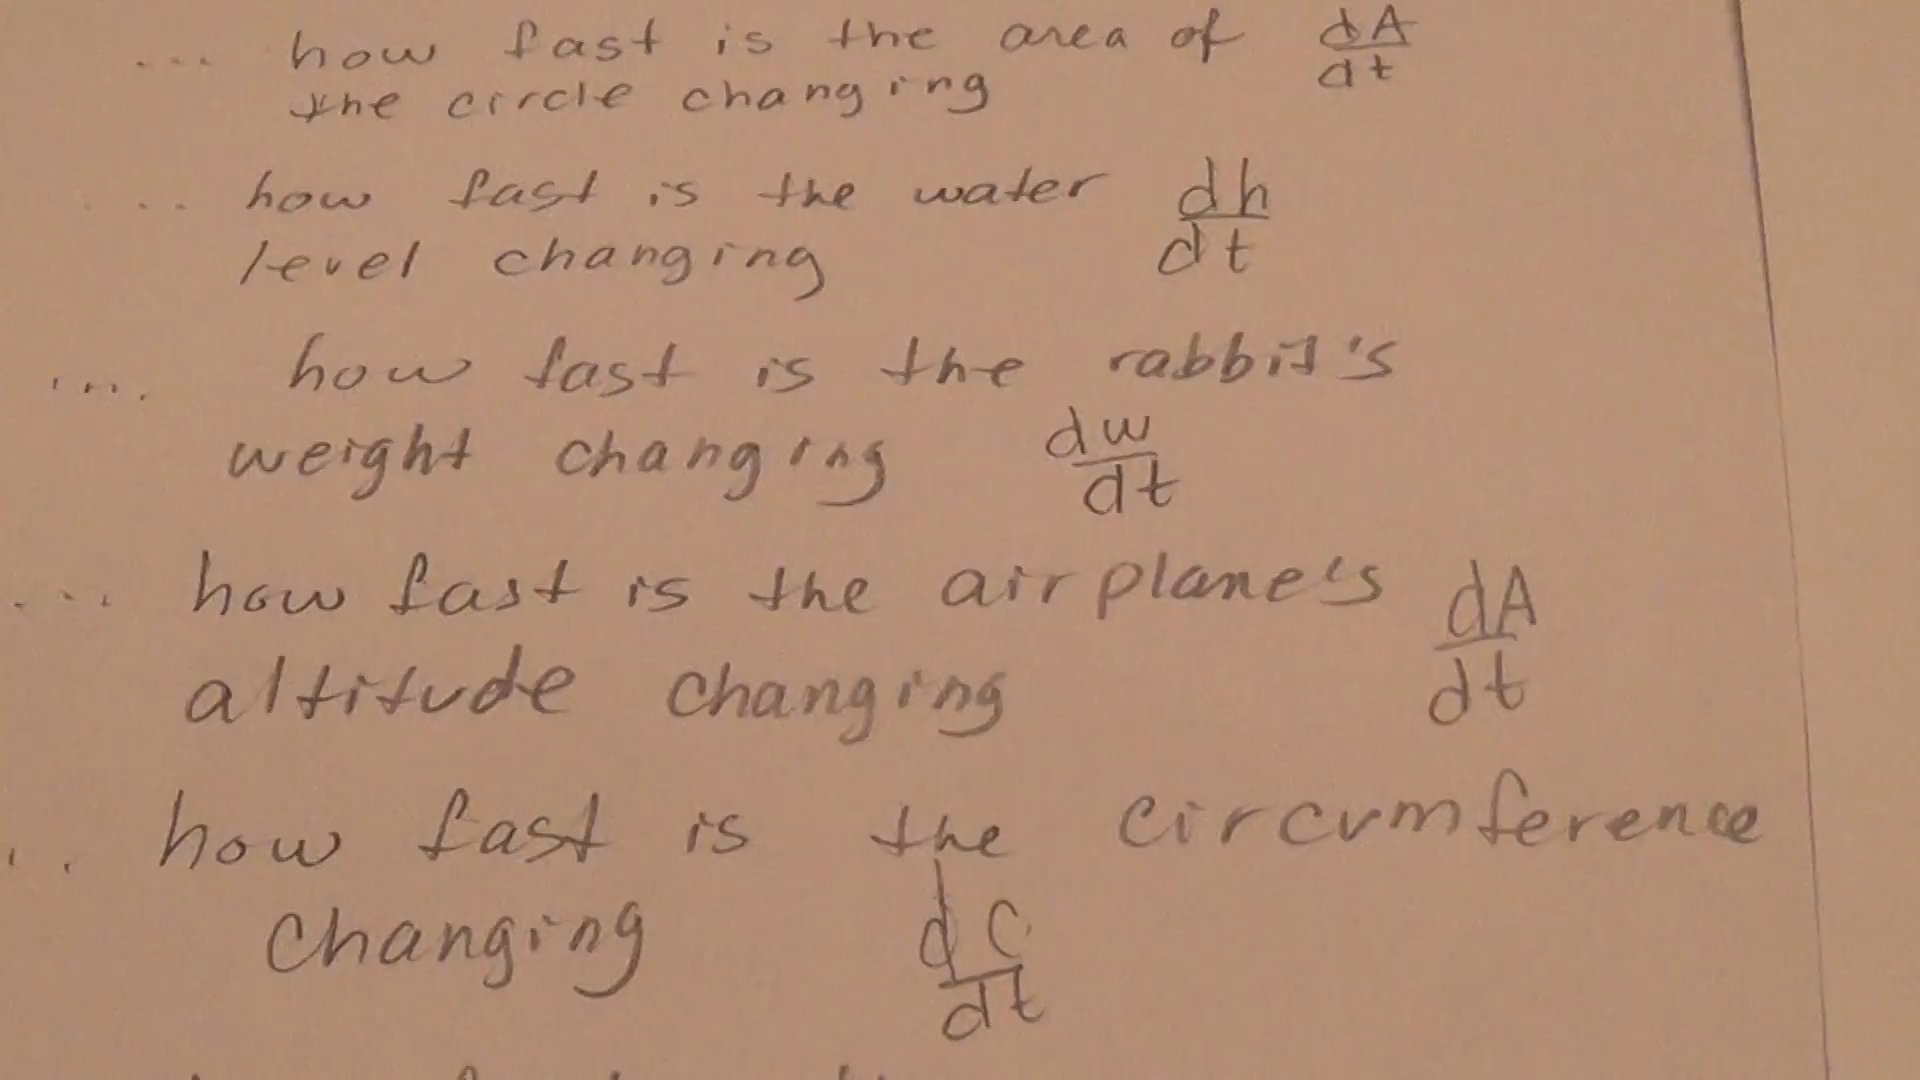 ... how fast is the area of dA/dt
the circle changing
... how fast is the water dh/dt
level changing
.... how fast is the rabbit's
weight changing dw/dt
.... how fast is the airplane's dA/dt
altitude changing
.. how fast is the circumference
changing dC/dt